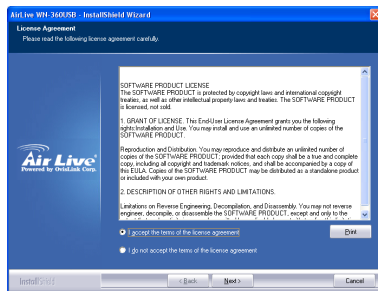 AirLive WN-360USB - InstallShield Wizard
License Agreement
Please read the following license agreement carefully.
SOFTWARE PRODUCT LICENSE
The SOFTWARE PRODUCT is protected by copyright laws and international copyright
treaties, as well as other intellectual property laws and treaties. The SOFTWARE PRODUCT
is licensed, not sold.
1. GRANT OF LICENSE. This End-User License Agreement grants you the following
rights:Installation and Use. You may install and use an unlimited number of copies of the
SOFTWARE PRODUCT.
Reproduction and Distribution. You may reproduce and distribute an unlimited number of
copies of the SOFTWARE PRODUCT; provided that each copy shall be a true and complete
copy, including all copyright and trademark notices, and shall be accompanied by a copy of
this EULA. Copies of the SOFTWARE PRODUCT may be distributed as a standalone product
or included with your own product.
2. DESCRIPTION OF OTHER RIGHTS AND LIMITATIONS.
Limitations on Reverse Engineering, Decompilation, and Disassembly. You may not reverse
engineer, decompile, or disassemble the SOFTWARE PRODUCT, except and only to the
Air Live
Powered by OvisLink Corp.
I accept the terms of the license agreement
Print
I do not accept the terms of the license agreement
InstallShield
< Back
Next >
Cancel